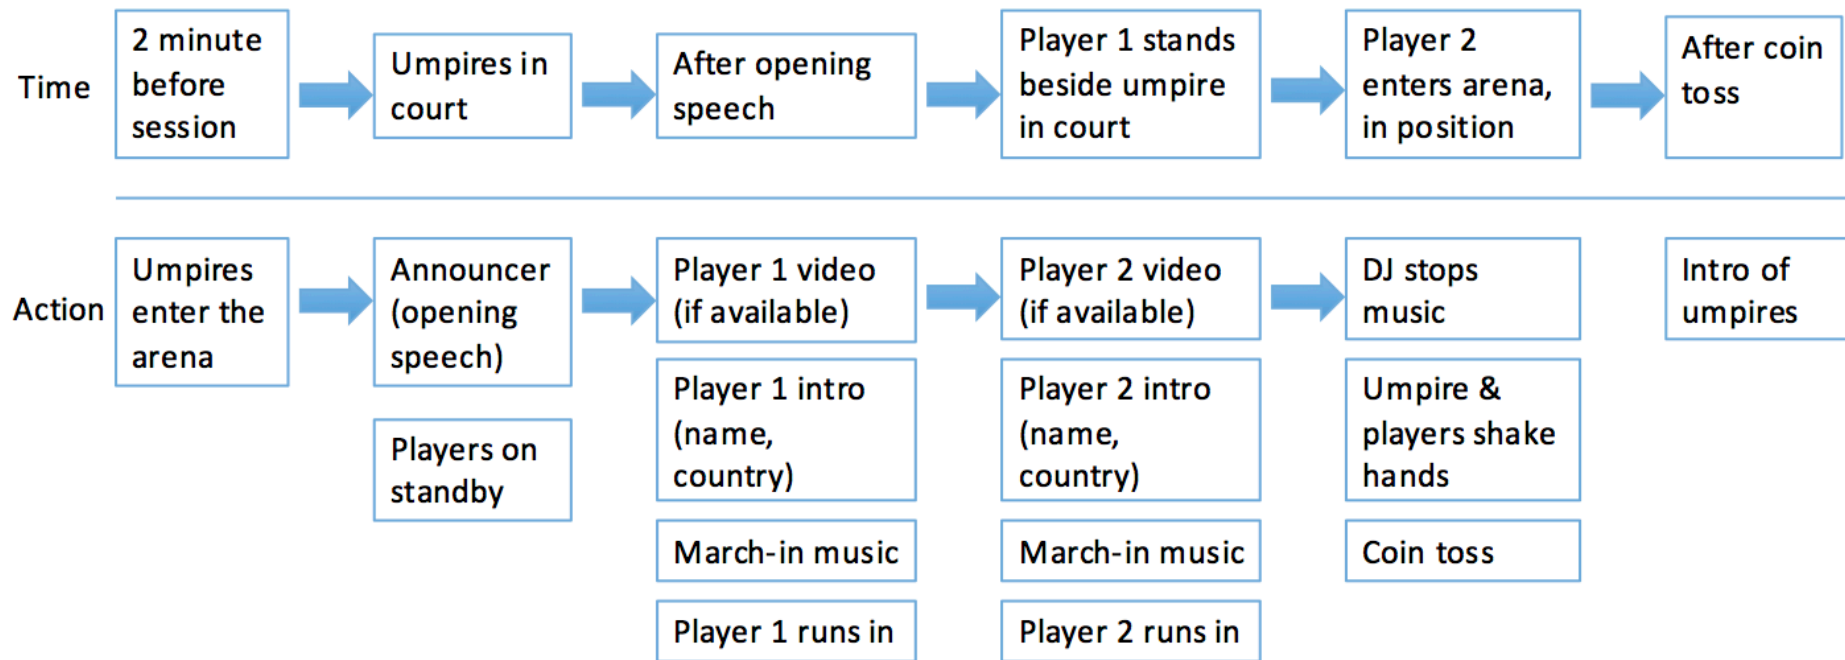 Time
2 minute
before
session
Umpires in
court
After opening
speech
Player 1 stands
beside umpire
in court
Player 2
enters arena,
in position
After coin
toss
Action
Umpires
enter the
arena
Announcer
(opening
speech)
Players on
standby
Player 1 video
(if available)
Player 1 intro
(name,
country)
March-in music
Player 1 runs in
Player 2 video
(if available)
Player 2 intro
(name,
country)
March-in music
Player 2 runs in
DJ stops
music
Umpire &
players shake
hands
Coin toss
Intro of
umpires